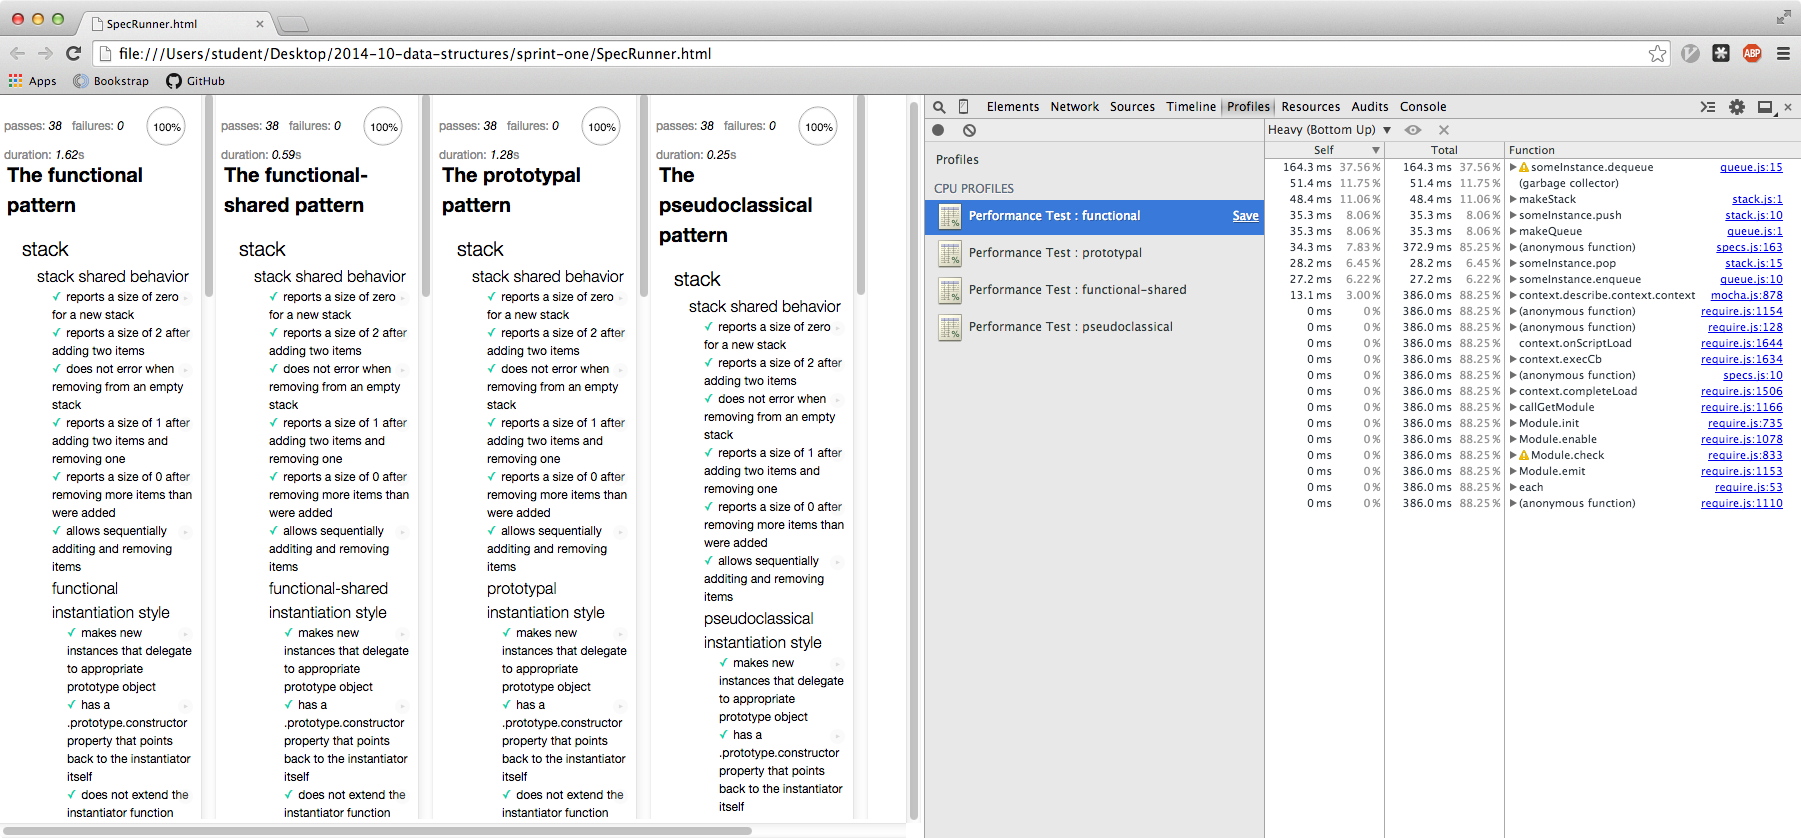 SpecRunner.html
file:///Users/student/Desktop/2014-10-data-structures/sprint-one/SpecRunner.html
ABP
Apps Bookstrap GitHub
passes: 38 failures: 0 100%
duration: 1.62s
The functional
pattern
stack
stack shared behavior
✓ reports a size of zero
for a new stack
✓ reports a size of 2 after
adding two items
✓ does not error when
removing from an empty
stack
✓ reports a size of 1 after
adding two items and
removing one
✓ reports a size of 0 after
removing more items than
were added
✓ allows sequentially
additing and removing
items
functional
instantiation style
✓ makes new
instances that delegate
to appropriate
prototype object
✓ has a
.prototype.constructor
property that points
back to the instantiator
itself
✓ does not extend the
instantiator function
passes: 38 failures: 0 100%
duration: 0.59s
The functional-
shared pattern
stack
stack shared behavior
✓ reports a size of zero
for a new stack
✓ reports a size of 2 after
adding two items
✓ does not error when
removing from an empty
stack
✓ reports a size of 1 after
adding two items and
removing one
✓ reports a size of 0 after
removing more items than
were added
✓ allows sequentially
additing and removing
items
functional-shared
instantiation style
✓ makes new
instances that delegate
to appropriate
prototype object
✓ has a
.prototype.constructor
property that points
back to the instantiator
itself
✓ does not extend the
instantiator function
passes: 38 failures: 0 100%
duration: 1.28s
The prototypal
pattern
stack
stack shared behavior
✓ reports a size of zero
for a new stack
✓ reports a size of 2 after
adding two items
✓ does not error when
removing from an empty
stack
✓ reports a size of 1 after
adding two items and
removing one
✓ reports a size of 0 after
removing more items than
were added
✓ allows sequentially
additing and removing
items
prototypal
instantiation style
✓ makes new
instances that delegate
to appropriate
prototype object
✓ has a
.prototype.constructor
property that points
back to the instantiator
itself
✓ does not extend the
instantiator function
passes: 38 failures: 0 100%
duration: 0.25s
The
pseudoclassical
pattern
stack
stack shared behavior
✓ reports a size of zero
for a new stack
✓ reports a size of 2 after
adding two items
✓ does not error when
removing from an empty
stack
✓ reports a size of 1 after
adding two items and
removing one
✓ reports a size of 0 after
removing more items than
were added
✓ allows sequentially
additing and removing
items
pseudoclassical
instantiation style
✓ makes new
instances that delegate
to appropriate
prototype object
✓ has a
.prototype.constructor
property that points
back to the instantiator
itself
Elements Network Sources Timeline Profiles Resources Audits Console
Profiles
CPU PROFILES
Performance Test : functional Save
Performance Test : prototypal
Performance Test : functional-shared
Performance Test : pseudoclassical
Heavy (Bottom Up)
Self Total Function
164.3 ms 37.56 % 164.3 ms 37.56 % someInstance.dequeue queue.js:15
51.4 ms 11.75 % 51.4 ms 11.75 % (garbage collector)
48.4 ms 11.06 % 48.4 ms 11.06 % makeStack stack.js:1
35.3 ms 8.06 % 35.3 ms 8.06 % someInstance.push stack.js:10
35.3 ms 8.06 % 35.3 ms 8.06 % makeQueue queue.js:1
34.3 ms 7.83 % 372.9 ms 85.25 % (anonymous function) specs.js:163
28.2 ms 6.45 % 28.2 ms 6.45 % someInstance.pop stack.js:15
27.2 ms 6.22 % 27.2 ms 6.22 % someInstance.enqueue queue.js:10
13.1 ms 3.00 % 386.0 ms 88.25 % context.describe.context.context mocha.js:878
0 ms 0 % 386.0 ms 88.25 % (anonymous function) require.js:1154
0 ms 0 % 386.0 ms 88.25 % (anonymous function) require.js:128
0 ms 0 % 386.0 ms 88.25 % context.onScriptLoad require.js:1644
0 ms 0 % 386.0 ms 88.25 % context.execCb require.js:1634
0 ms 0 % 386.0 ms 88.25 % (anonymous function) specs.js:10
0 ms 0 % 386.0 ms 88.25 % context.completeLoad require.js:1506
0 ms 0 % 386.0 ms 88.25 % callGetModule require.js:1166
0 ms 0 % 386.0 ms 88.25 % Module.init require.js:735
0 ms 0 % 386.0 ms 88.25 % Module.enable require.js:1078
0 ms 0 % 386.0 ms 88.25 % Module.check require.js:833
0 ms 0 % 386.0 ms 88.25 % Module.emit require.js:1153
0 ms 0 % 386.0 ms 88.25 % each require.js:53
0 ms 0 % 386.0 ms 88.25 % (anonymous function) require.js:1110